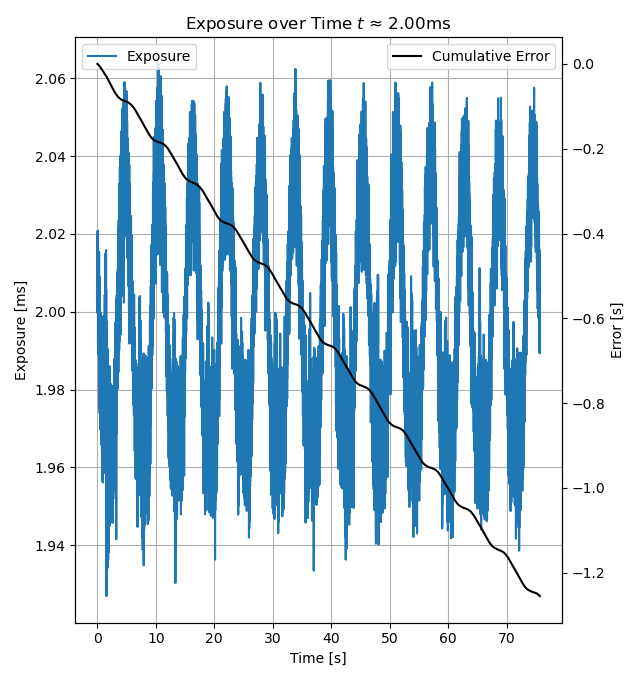 Exposure over Time t ≈ 2.00ms
Exposure
Cumulative Error
2.06
2.04
2.02
2.00
1.98
1.96
1.94
Exposure [ms]
0.0
−0.2
−0.4
−0.6
−0.8
−1.0
−1.2
Error [s]
0 10 20 30 40 50 60 70
Time [s]